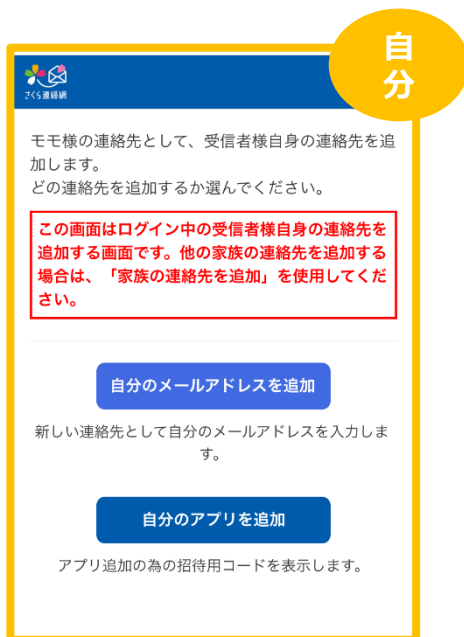 自
分
さくら連絡網
モモ様の連絡先として、受信者様自身の連絡先を追
加します。
どの連絡先を追加するか選んでください。
この画面はログイン中の受信者様自身の連絡先を
追加する画面です。他の家族の連絡先を追加する
場合は、「家族の連絡先を追加」を使用してくだ
さい。
自分のメールアドレスを追加
新しい連絡先として自分のメールアドレスを入力しま
す。
自分のアプリを追加
アプリ追加の為の招待用コードを表示します。